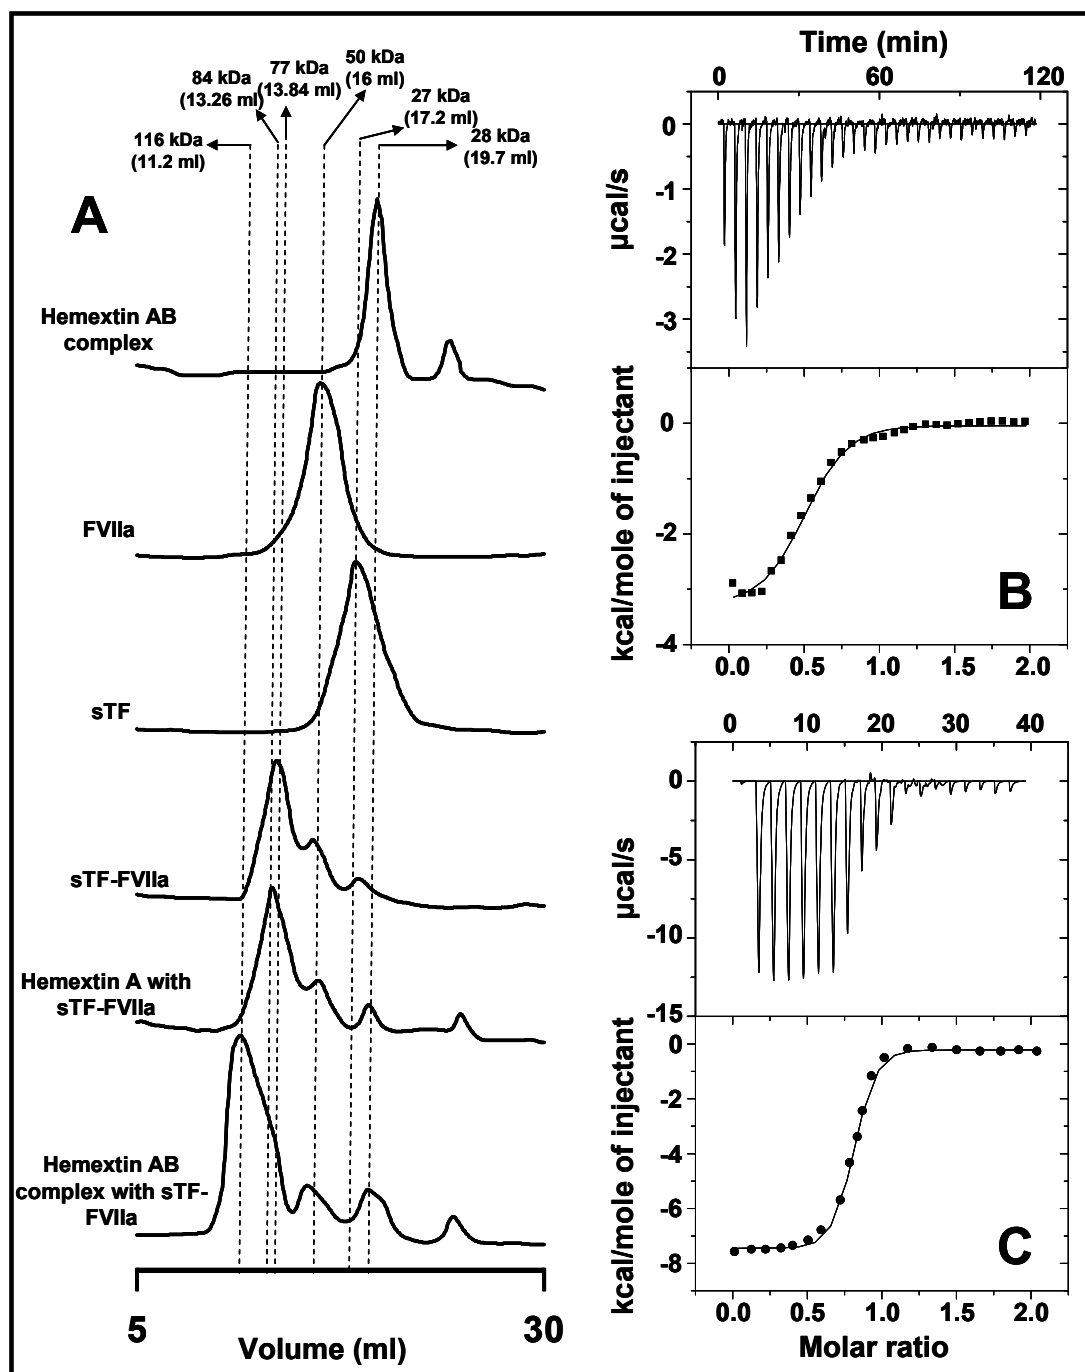 50 kDa
(16 ml)
77 kDa
(13.84 ml)
84 kDa
(13.26 ml)
27 kDa
(17.2 ml)
116 kDa
(11.2 ml)
28 kDa
(19.7 ml)
A
Hemextin AB
complex
FVIIa
sTF
sTF-FVIIa
Hemextin A with
sTF-FVIIa
Hemextin AB
complex with sTF-
FVIIa
5
30
Volume (ml)
Time (min)
0 60 120
0
-1
-2
-3
µcal/s
0
-2
-4
kcal/mole of injectant
B
0.0 0.5 1.0 1.5 2.0
0 10 20 30 40
0
-5
-10
-15
µcal/s
0
-2
-4
-6
-8
kcal/mole of injectant
C
0.0 0.5 1.0 1.5 2.0
Molar ratio